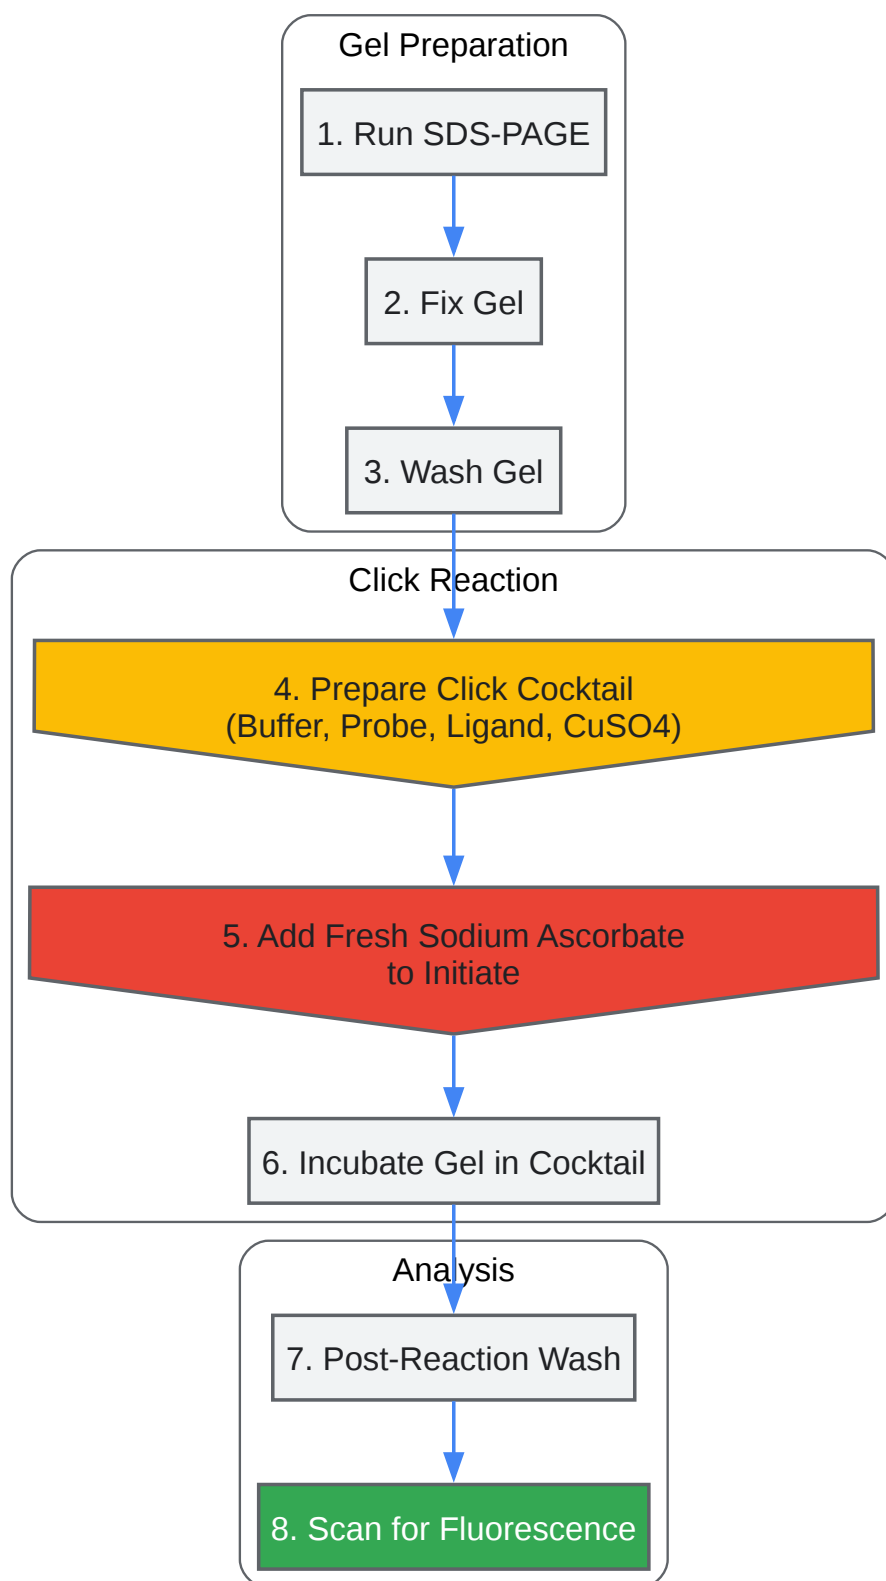 Gel Preparation
1. Run SDS-PAGE
2. Fix Gel
3. Wash Gel
Click Reaction
4. Prepare Click Cocktail
(Buffer, Probe, Ligand, CuSO4)
5. Add Fresh Sodium Ascorbate
to Initiate
6. Incubate Gel in Cocktail
Analysis
7. Post-Reaction Wash
8. Scan for Fluorescence